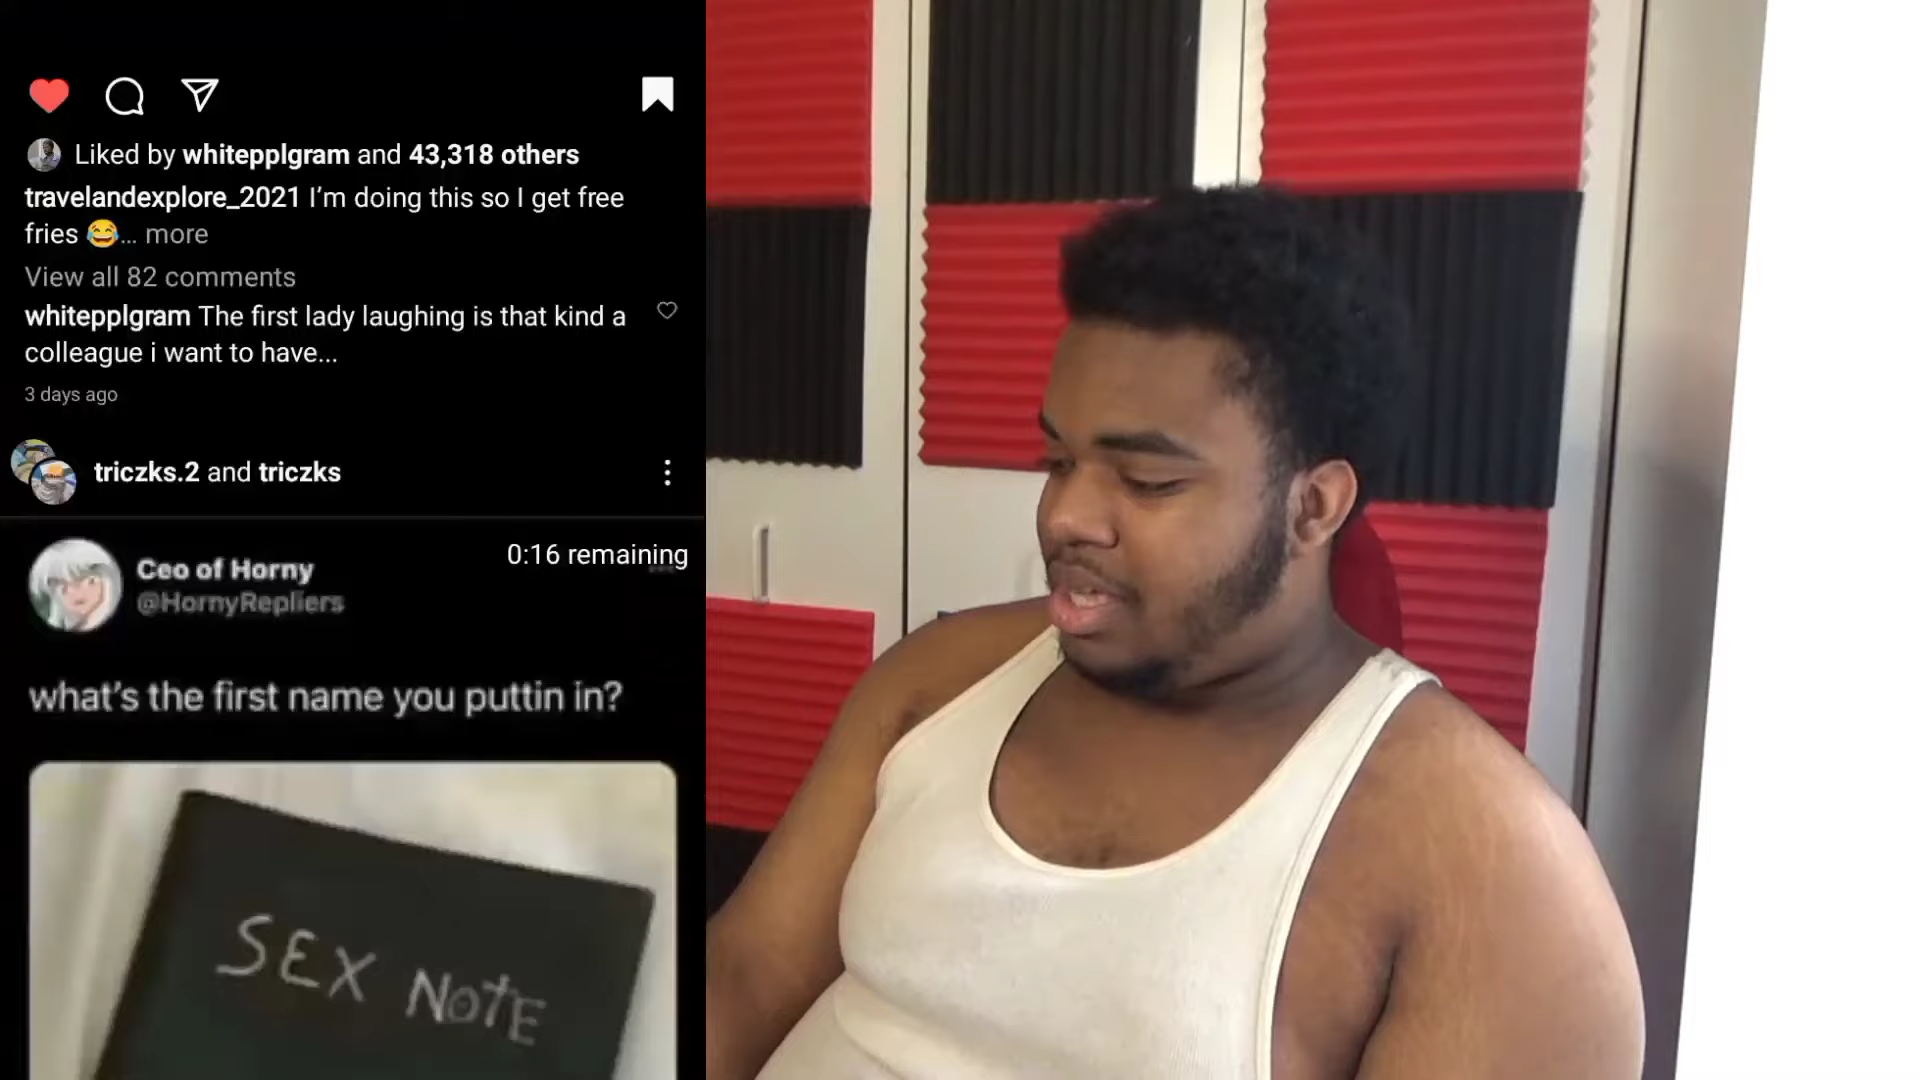 Liked by whitepplgram and 43,318 others
travelandexplore_2021 I'm doing this so I get free
fries 😂... more
View all 82 comments
whitepplgram The first lady laughing is that kind a
colleague i want to have...
3 days ago
triczks.2 and triczks
0:16 remaining
Ceo of Horny
@HornyRepliers
what's the first name you puttin in?
SEX NOTE